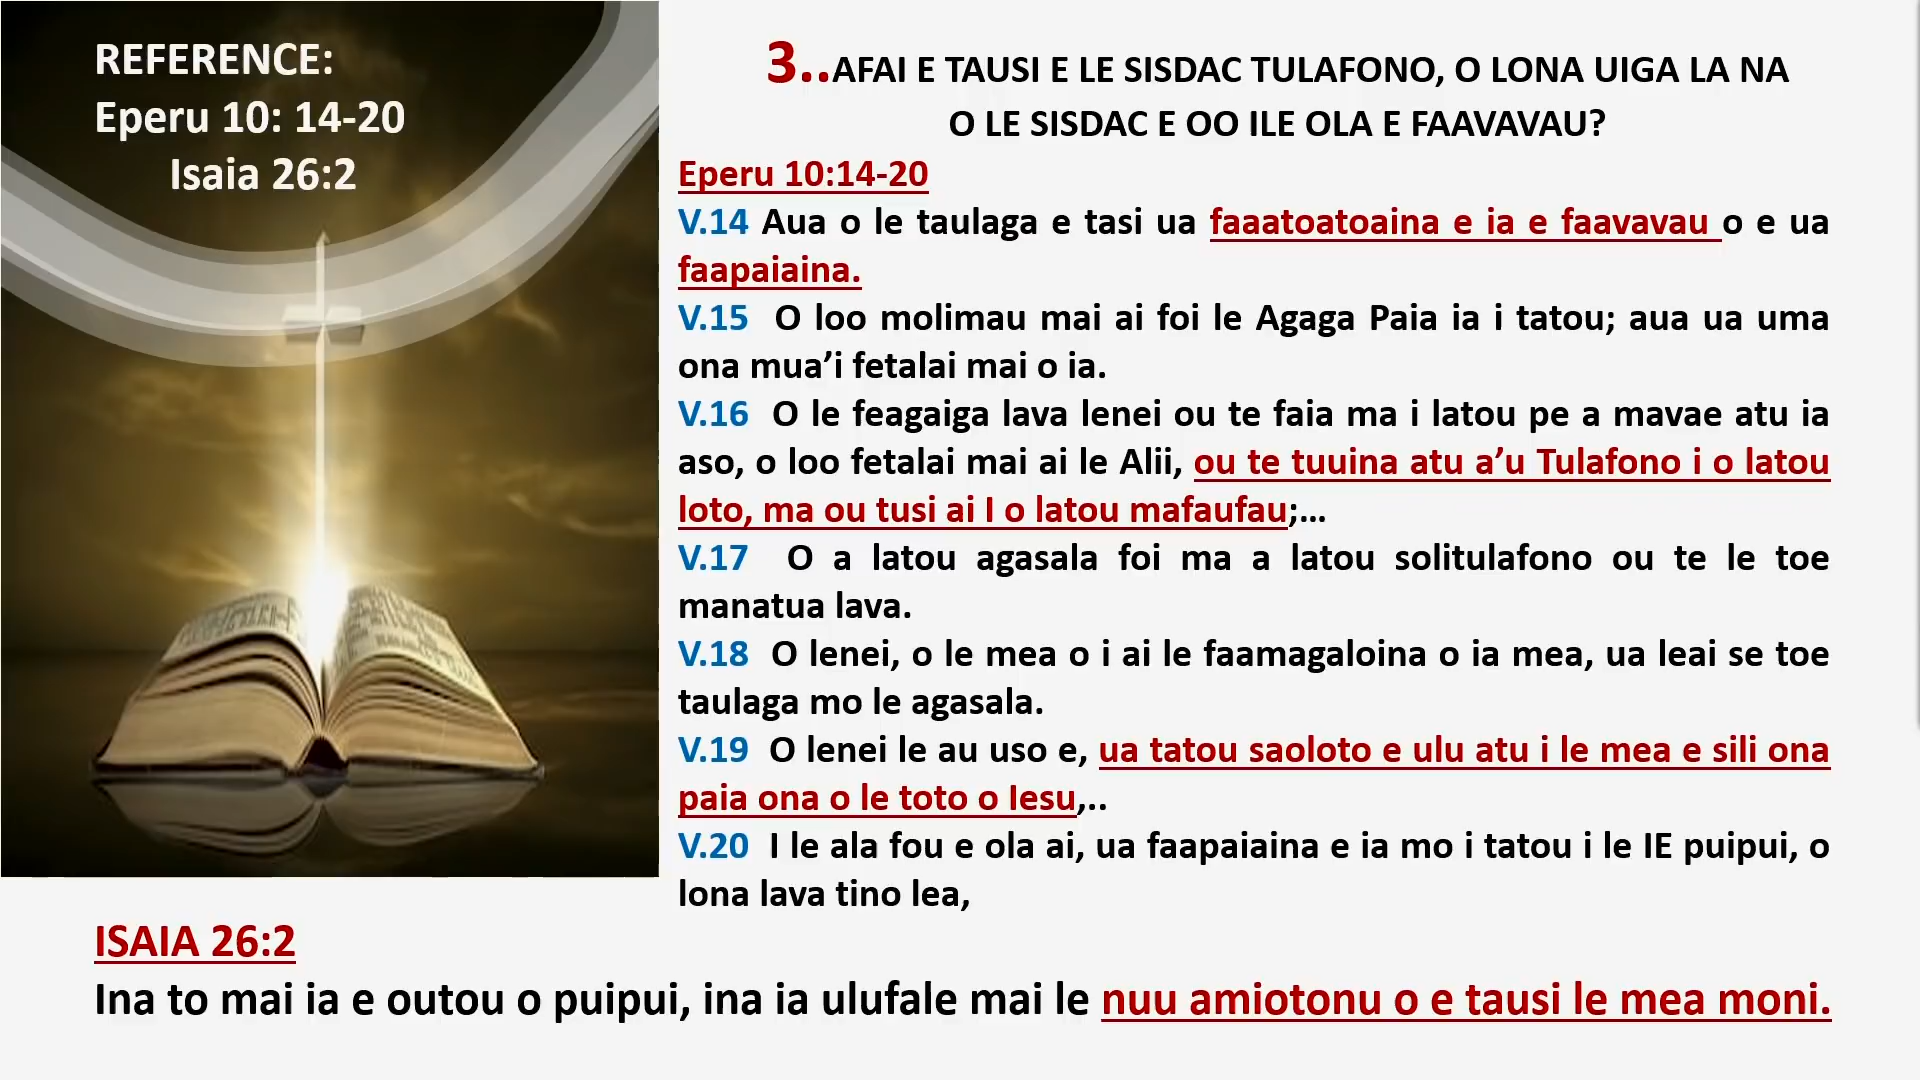 REFERENCE:
Eperu 10: 14-20
Isaia 26:2
3..AFAI E TAUSI E LE SISDAC TULAFONO, O LONA UIGA LA NA
O LE SISDAC E OO ILE OLA E FAAVAVAU?
Eperu 10:14-20
V.14 Aua o le taulaga e tasi ua faaatoatoaina e ia e faavavau o e ua
faapaiaina.
V.15 O loo molimau mai ai foi le Agaga Paia ia i tatou; aua ua uma
ona mua’i fetalai mai o ia.
V.16 O le feagaiga lava lenei ou te faia ma i latou pe a mavae atu ia
aso, o loo fetalai mai ai le Alii, ou te tuuina atu a’u Tulafono i o latou
loto, ma ou tusi ai I o latou mafaufau;…
V.17 O a latou agasala foi ma a latou solitulafono ou te le toe
manatua lava.
V.18 O lenei, o le mea o i ai le faamagaloina o ia mea, ua leai se toe
taulaga mo le agasala.
V.19 O lenei le au uso e, ua tatou saoloto e ulu atu i le mea e sili ona
paia ona o le toto o Iesu,..
V.20 I le ala fou e ola ai, ua faapaiaina e ia mo i tatou i le IE puipui, o
lona lava tino lea,
ISAIA 26:2
Ina to mai ia e outou o puipui, ina ia ulufale mai le nuu amiotonu o e tausi le mea moni.